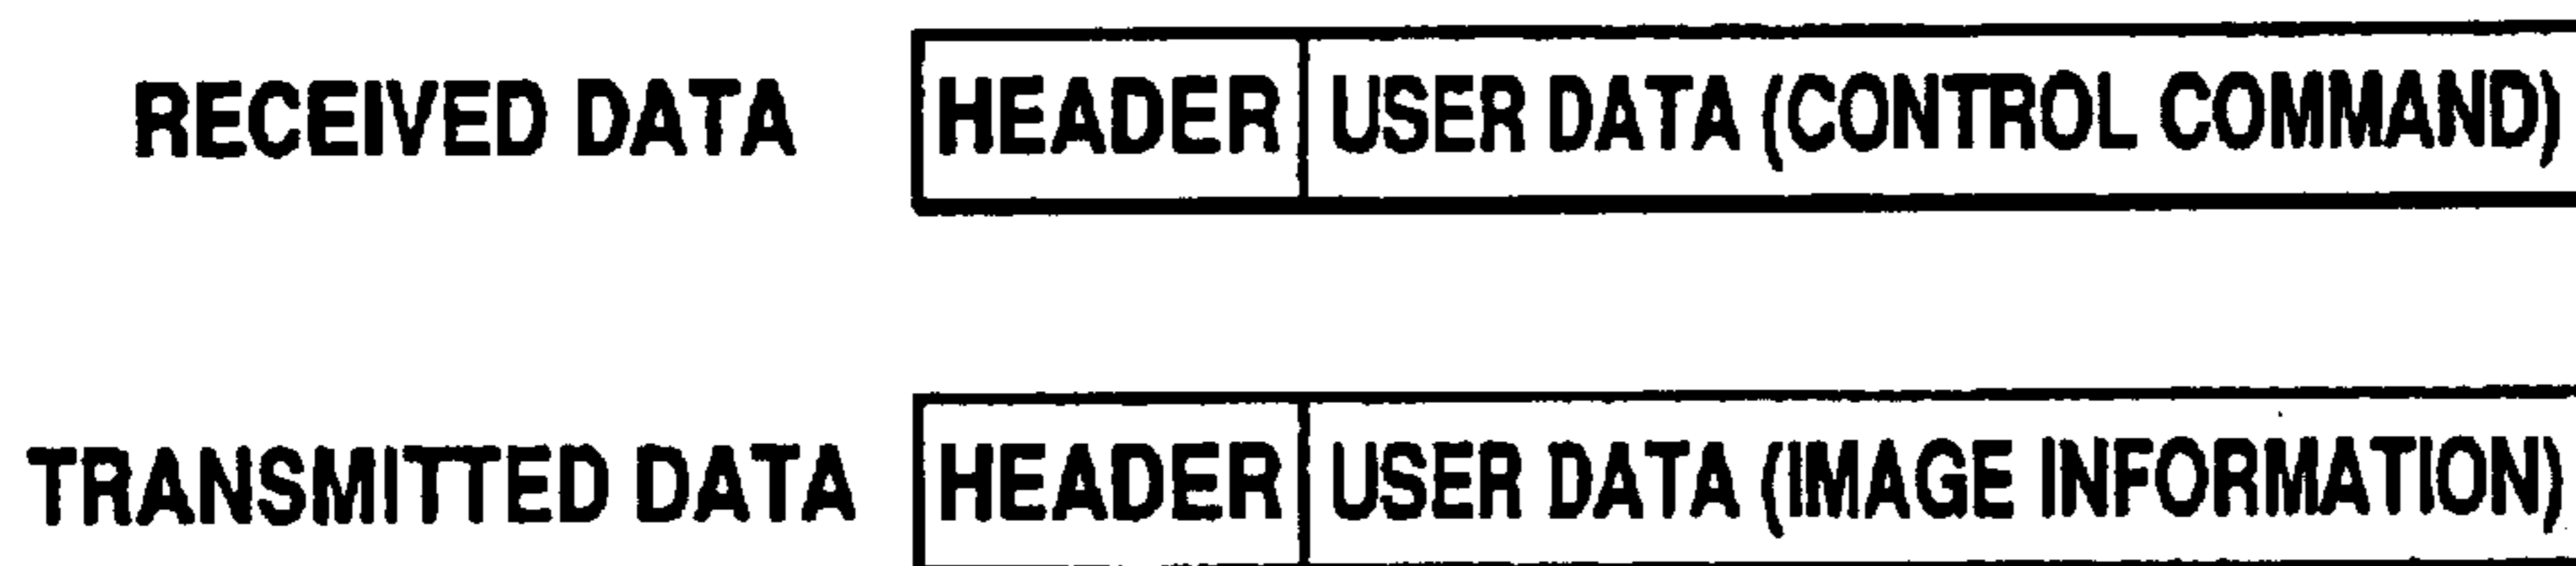 RECEIVED DATA HEADER USER DATA (CONTROL COMMAND)
TRANSMITTED DATA HEADER USER DATA (IMAGE INFORMATION)